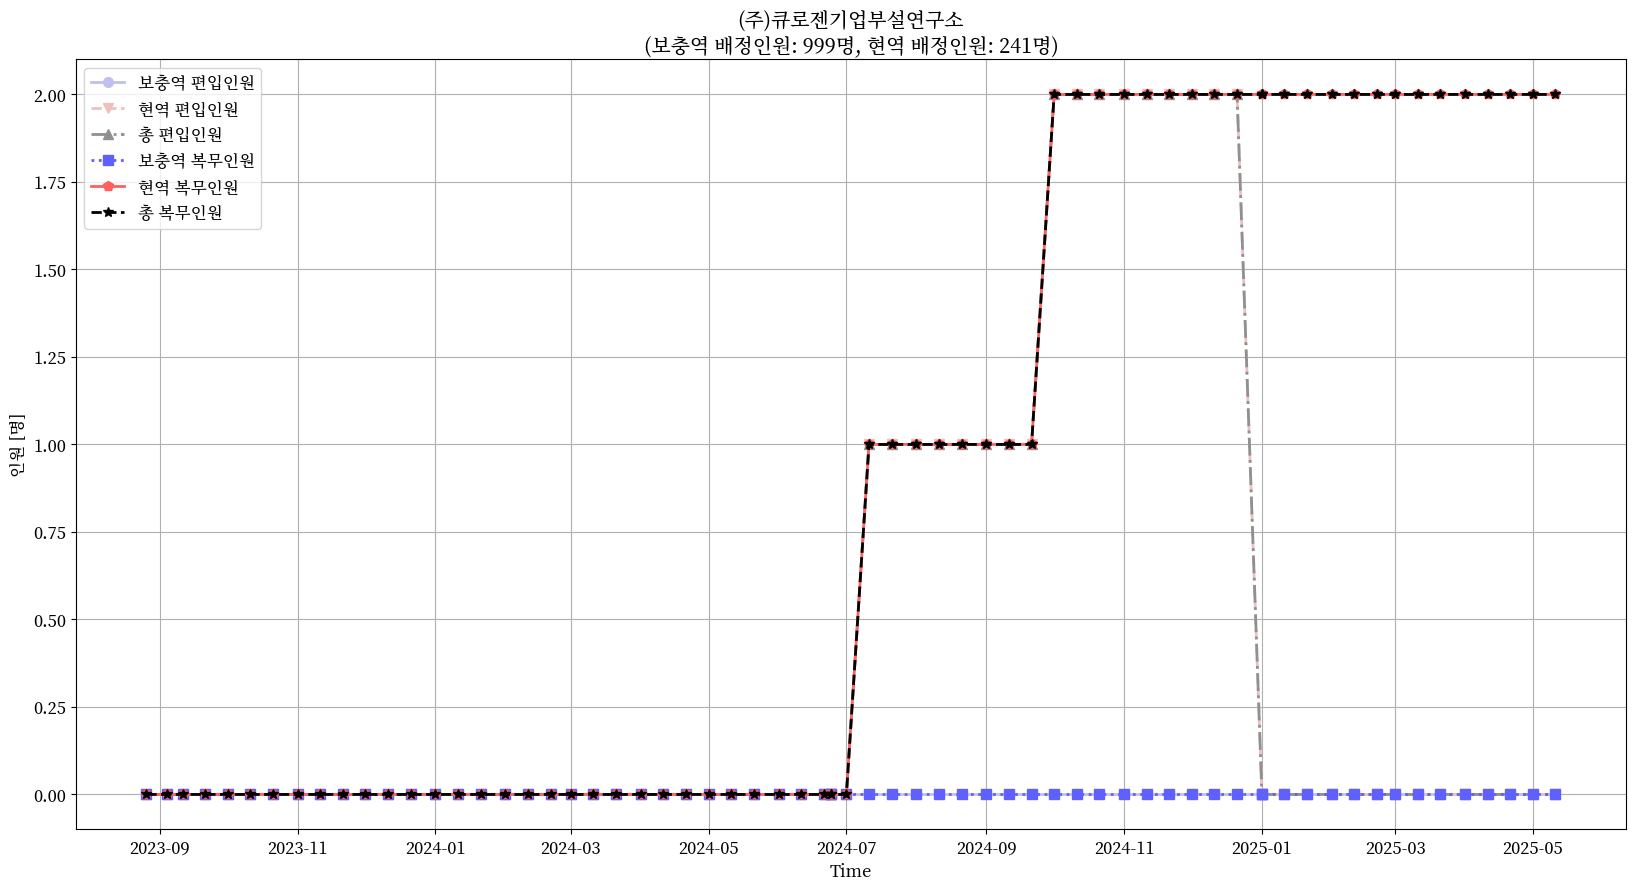 (주)큐로젠기업부설연구소
(보충역 배정인원: 999명, 현역 배정인원: 241명)
보충역 편입인원
현역 편입인원
총 편입인원
보충역 복무인원
현역 복무인원
총 복무인원
2.00
1.75
1.50
1.25
1.00
0.75
0.50
0.25
0.00
인원 [명]
2023-09 2023-11 2024-01 2024-03 2024-05 2024-07 2024-09 2024-11 2025-01 2025-03 2025-05
Time